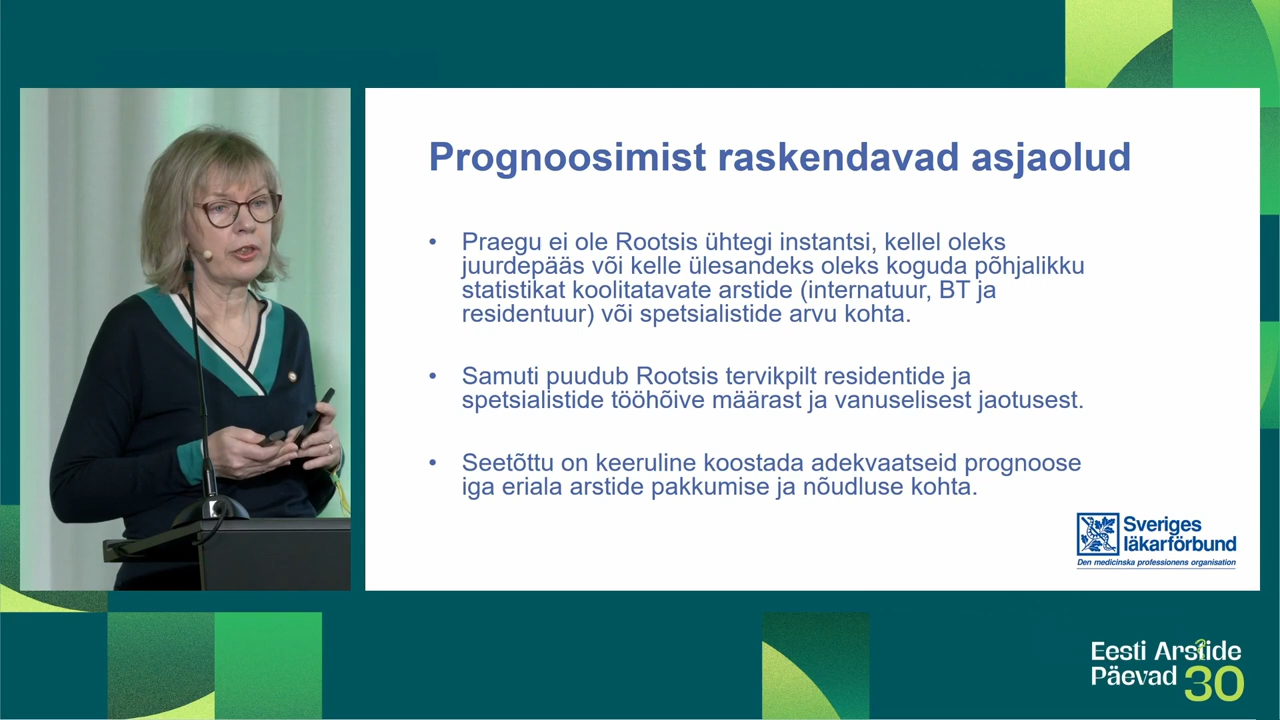 Prognoosimist raskendavad asjaolud
• Praegu ei ole Rootsis ühtegi instantsi, kellel oleks
juurdepääs või kelle ülesandeks oleks koguda põhjalikku
statistikat koolitatavate arstide (internatuur, BT ja
residentuur) või spetsialistide arvu kohta.
• Samuti puudub Rootsis tervikpilt residentide ja
spetsialistide tööhõive määrast ja vanuselisest jaotusest.
• Seetõttu on keeruline koostada adekvaatseid prognoose
iga eriala arstide pakkumise ja nõudluse kohta.
Sveriges
läkarförbund
Den medicinska professionens organisation
Eesti Arstide
Päevad 30